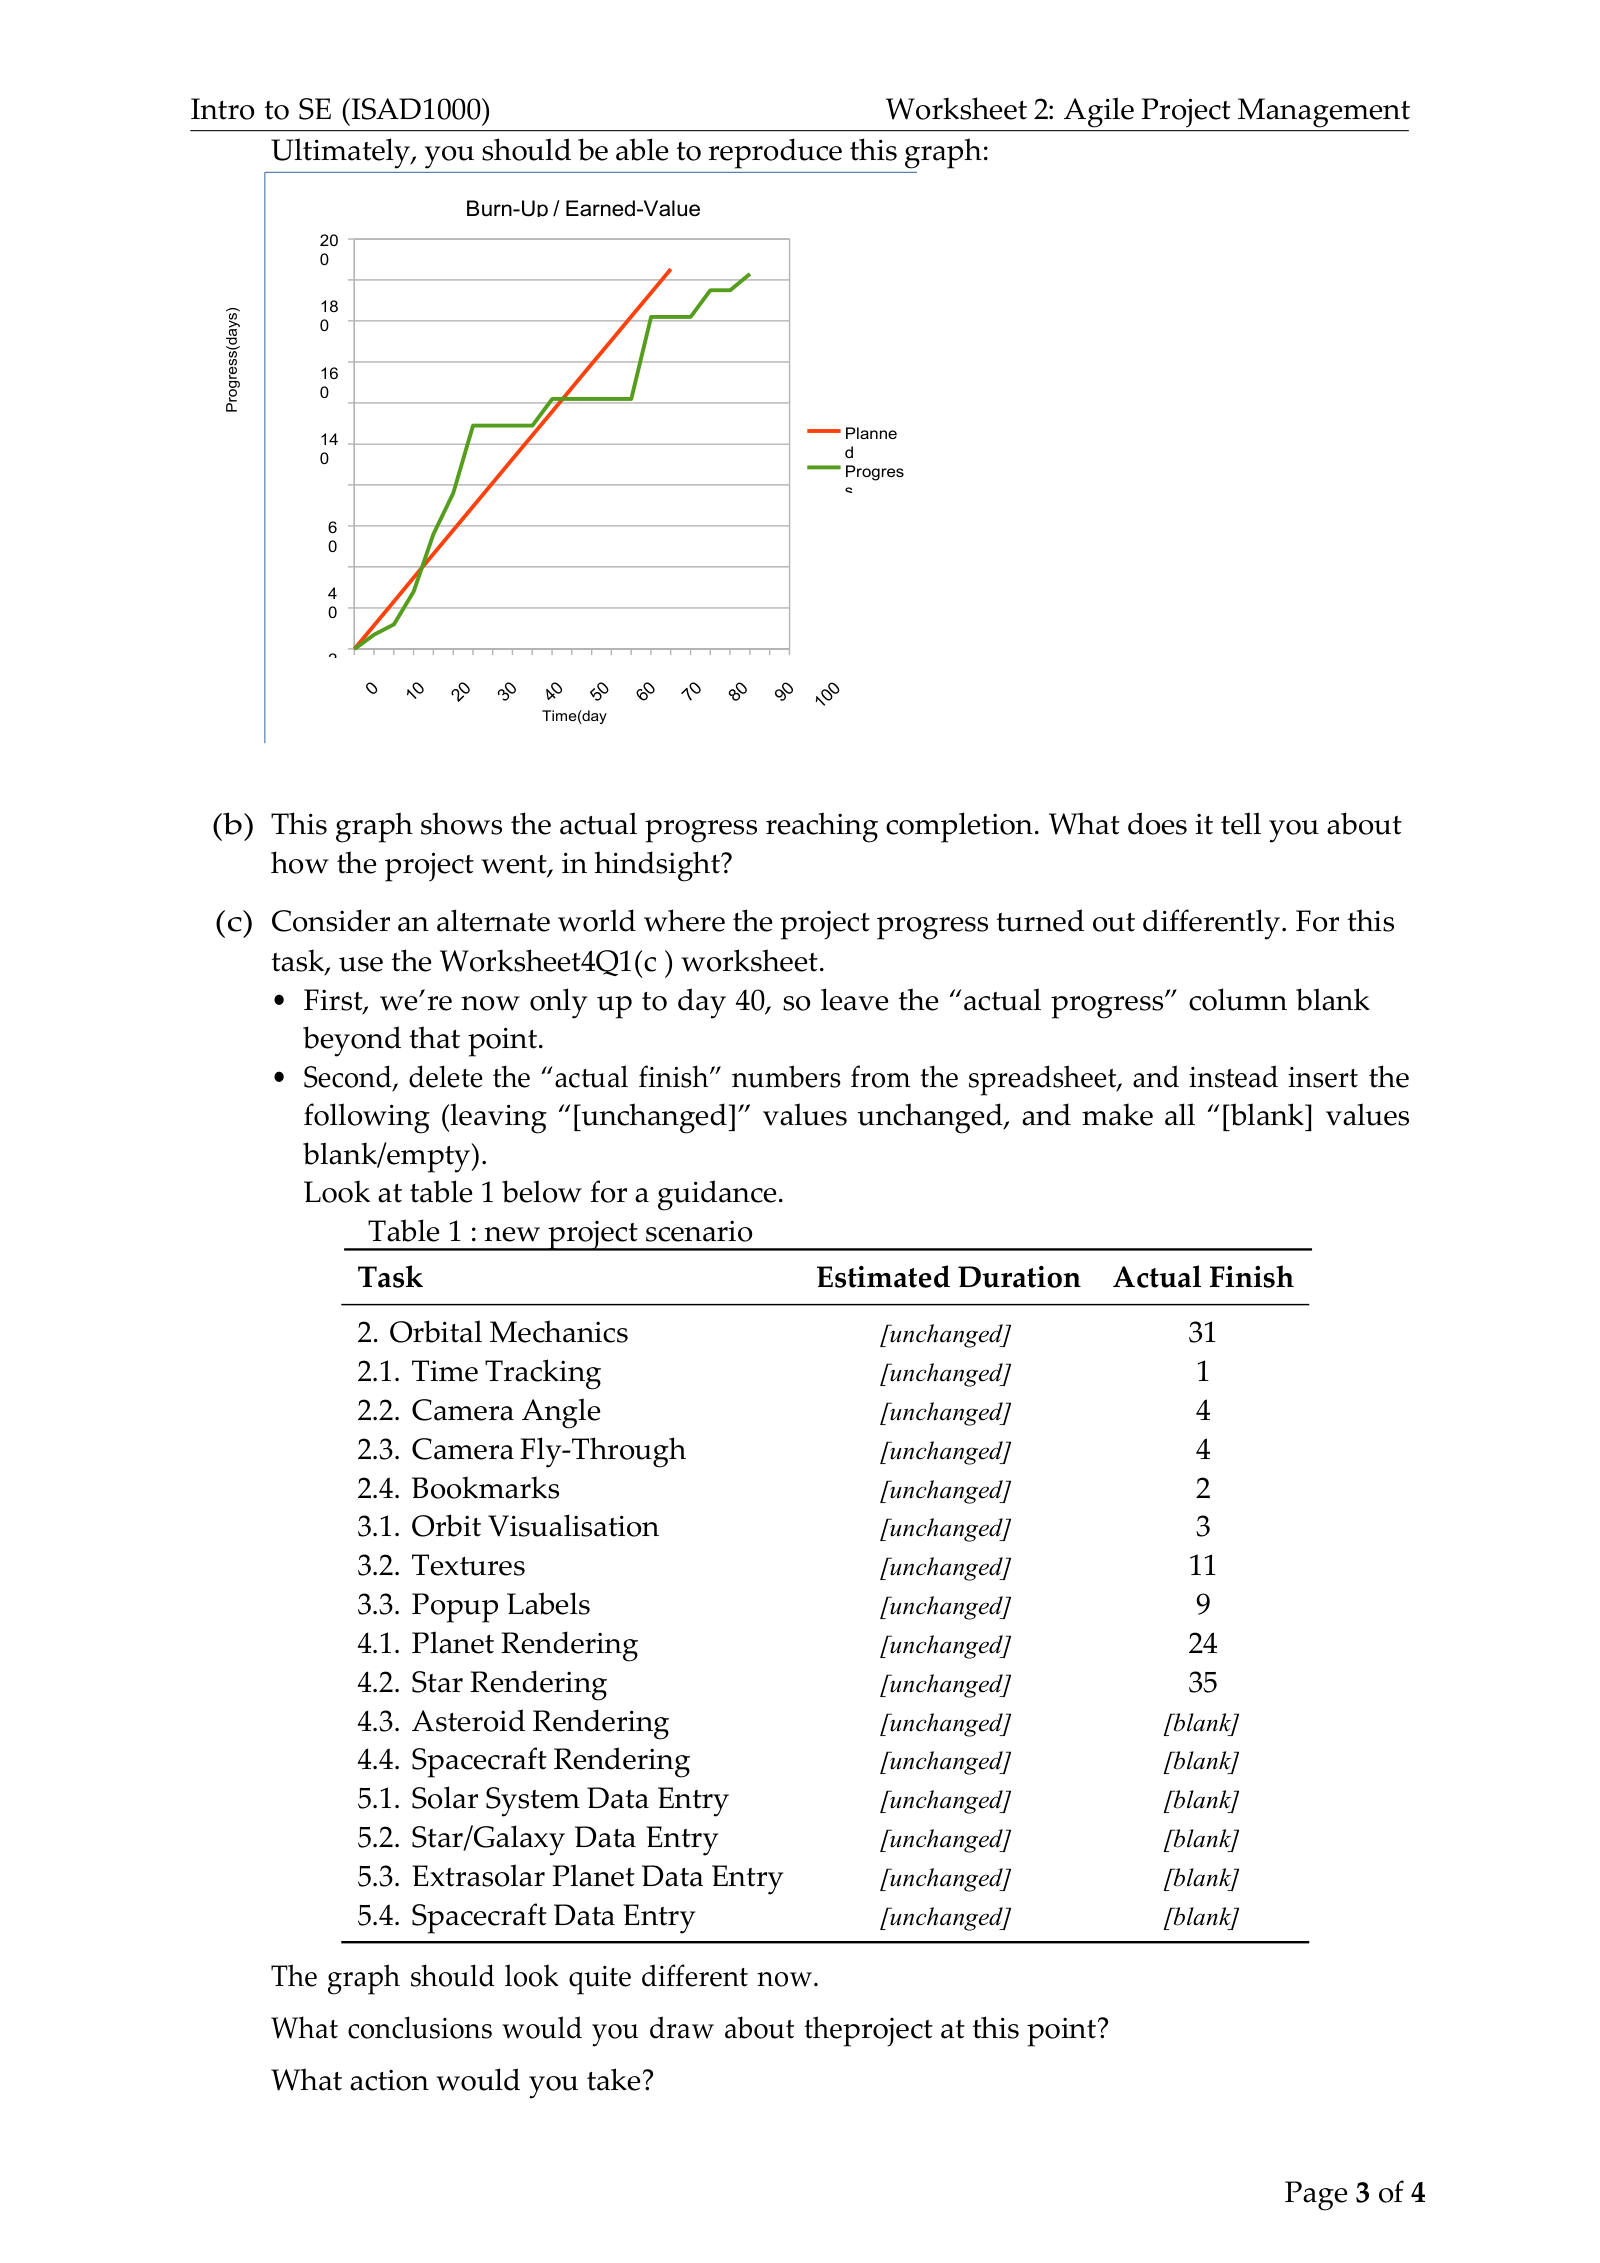 Intro to SE (ISAD1000) Worksheet 2: Agile Project Management
Ultimately, you should be able to reproduce this graph:
Burn-Up / Earned-Value
20
0
18
0
16
0
14
0
6
0
4
0
Progress(days)
Planne
d
Progres
s
0 10 20 30 40 50 60 70 80 90 100
Time(day
(b) This graph shows the actual progress reaching completion. What does it tell you about
how the project went, in hindsight?
(c) Consider an alternate world where the project progress turned out differently. For this
task, use the Worksheet4Q1(c ) worksheet.
• First, we’re now only up to day 40, so leave the “actual progress” column blank
beyond that point.
• Second, delete the “actual finish” numbers from the spreadsheet, and instead insert the
following (leaving “[unchanged]” values unchanged, and make all “[blank] values
blank/empty).
Look at table 1 below for a guidance.
Table 1 : new project scenario
Task Estimated Duration Actual Finish
2. Orbital Mechanics [unchanged] 31
2.1. Time Tracking [unchanged] 1
2.2. Camera Angle [unchanged] 4
2.3. Camera Fly-Through [unchanged] 4
2.4. Bookmarks [unchanged] 2
3.1. Orbit Visualisation [unchanged] 3
3.2. Textures [unchanged] 11
3.3. Popup Labels [unchanged] 9
4.1. Planet Rendering [unchanged] 24
4.2. Star Rendering [unchanged] 35
4.3. Asteroid Rendering [unchanged] [blank]
4.4. Spacecraft Rendering [unchanged] [blank]
5.1. Solar System Data Entry [unchanged] [blank]
5.2. Star/Galaxy Data Entry [unchanged] [blank]
5.3. Extrasolar Planet Data Entry [unchanged] [blank]
5.4. Spacecraft Data Entry [unchanged] [blank]
The graph should look quite different now.
What conclusions would you draw about theproject at this point?
What action would you take?
Page 3 of 4